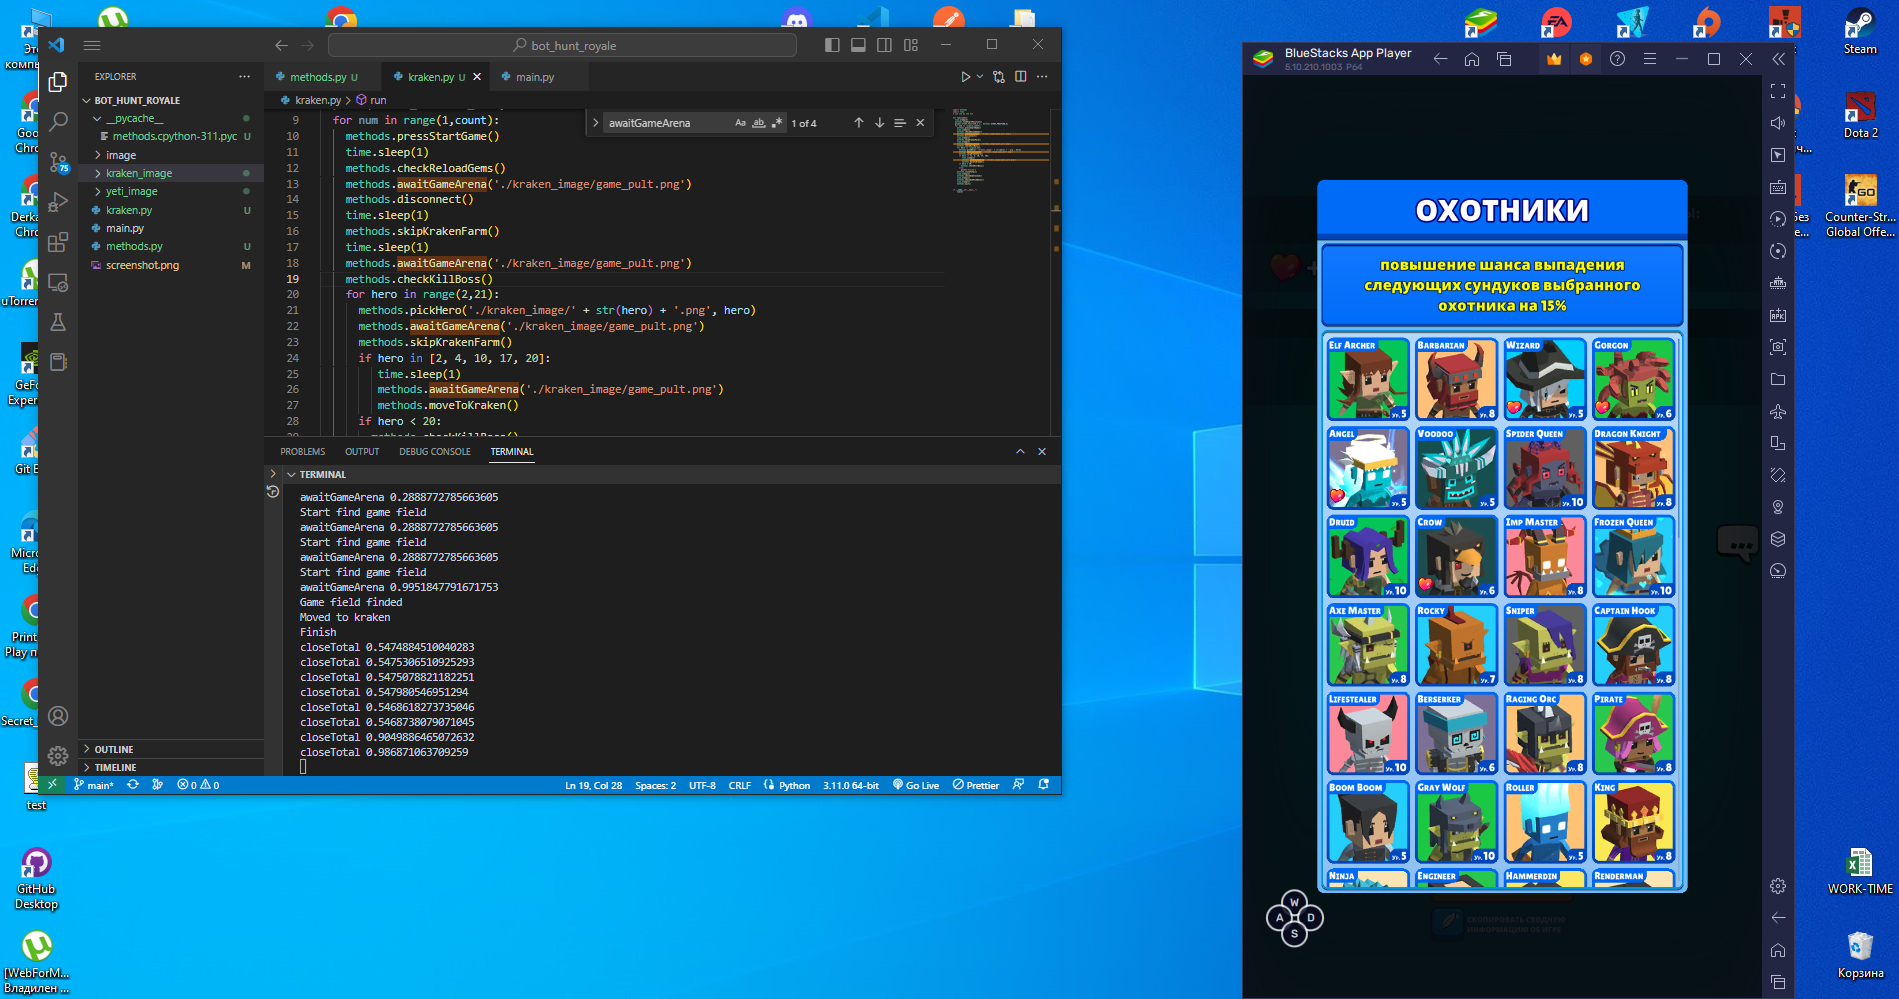 bot_hunt_royale
EXPLORER
BOT_HUNT_ROYALE
__pycache__
methods.cpython-311.pyc U
image
kraken_image
yeti_image
kraken.py U
main.py
methods.py U
screenshot.png M
OUTLINE
TIMELINE
methods.py U
kraken.py U
main.py
kraken.py > run
awaitGameArena
Aa
ab
1 of 4
9 for num in range(1,count):
10 methods.pressStartGame()
11 time.sleep(1)
12 methods.checkReloadGems()
13 methods.awaitGameArena('./kraken_image/game_pult.png')
14 methods.disconnect()
15 time.sleep(1)
16 methods.skipKrakenFarm()
17 time.sleep(1)
18 methods.awaitGameArena('./kraken_image/game_pult.png')
19 methods.checkKillBoss()
20 for hero in range(2,21):
21 methods.pickHero('./kraken_image/' + str(hero) + '.png', hero)
22 methods.awaitGameArena('./kraken_image/game_pult.png')
23 methods.skipKrakenFarm()
24 if hero in [2, 4, 10, 17, 20]:
25 time.sleep(1)
26 methods.awaitGameArena('./kraken_image/game_pult.png')
27 methods.moveToKraken()
28 if hero < 20:
PROBLEMS OUTPUT DEBUG CONSOLE TERMINAL
TERMINAL
awaitGameArena 0.2888772785663605
Start find game field
awaitGameArena 0.2888772785663605
Start find game field
awaitGameArena 0.2888772785663605
Start find game field
awaitGameArena 0.9951847791671753
Game field finded
Moved to kraken
Finish
closeTotal 0.5474884510040283
closeTotal 0.5475306510925293
closeTotal 0.5475078821182251
closeTotal 0.547980546951294
closeTotal 0.5468618273735046
closeTotal 0.5468738079071045
closeTotal 0.9049886465072632
closeTotal 0.986871063709259
75
main*
0 0
Ln 19, Col 28 Spaces: 2 UTF-8 CRLF Python 3.11.0 64-bit Go Live Prettier
test
GitHub
Desktop
[WebForM...
Владилен ...
BlueStacks App Player
5.10.210.1003 P64
ОХОТНИКИ
повышение шанса выпадения
следующих сундуков выбранного
охотника на 15%
Elf Archer Barbarian Wizard Gorgon
Ур.5 Ур.8 Ур.5 Ур.6
Angel Voodoo Spider Queen Dragon Knight
Ур.5 Ур.5 Ур.10 Ур.8
Druid Crow Imp Master Frozen Queen
Ур.10 Ур.6 Ур.8 Ур.10
Axe Master Rocky Sniper Captain Hook
Ур.8 Ур.7 Ур.8 Ур.8
Lifestealer Berserker Raging Orc Pirate
Ур.10 Ур.6 Ур.8 Ур.8
Boom Boom Gray Wolf Roller King
Ур.5 Ур.10 Ур.5 Ур.8
Ninja Engineer Hammerdin Renderman
W
A D
S
скопировать сводную
информацию об игре
APK
Steam
Dota 2
Counter-Str...
Global Offe...
WORK-TIME
Корзина